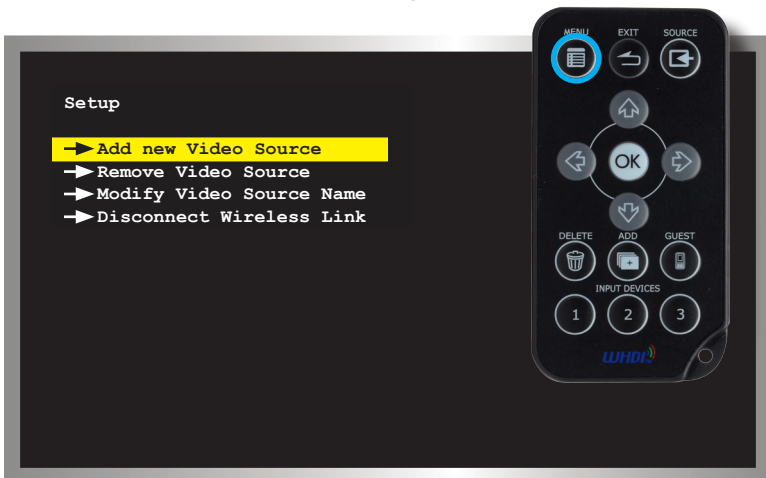 Setup
Add new Video Source
Remove Video Source
Modify Video Source Name
Disconnect Wireless Link
MENU EXIT SOURCE
OK
DELETE ADD GUEST
INPUT DEVICES
1 2 3
WHDI